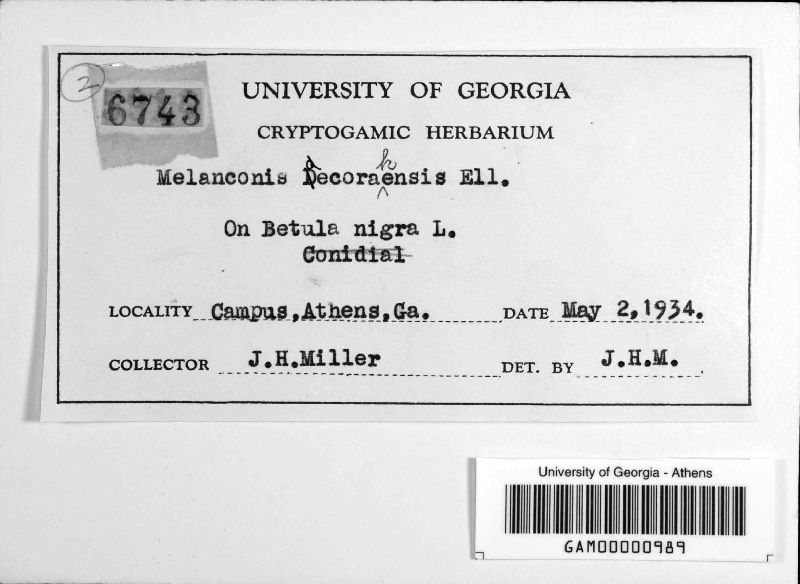 2
6743
UNIVERSITY OF GEORGIA
CRYPTOGAMIC HERBARIUM
Melanconis decorahensis Ell.
On Betula nigra L.
Conidial
LOCALITY Campus,Athens,Ga. DATE May 2,1934.
COLLECTOR J.H.Miller DET. BY J.H.M.
University of Georgia - Athens
GAM00000989